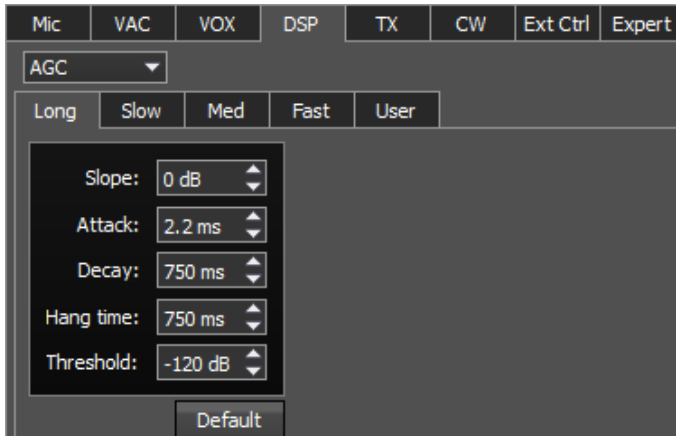 Mic VAC VOX DSP TX CW Ext Ctrl Expert
AGC
Long Slow Med Fast User
Slope: 0 dB
Attack: 2.2 ms
Decay: 750 ms
Hang time: 750 ms
Threshold: -120 dB
Default